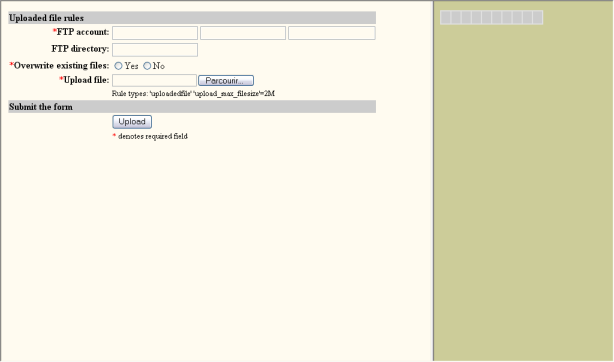 Uploaded file rules
*FTP account:
FTP directory:
*Overwrite existing files: Yes No
*Upload file: Parcourir...
Rule types: 'uploadedfile' 'upload_max_filesize'=2M
Submit the form
Upload
* denotes required field